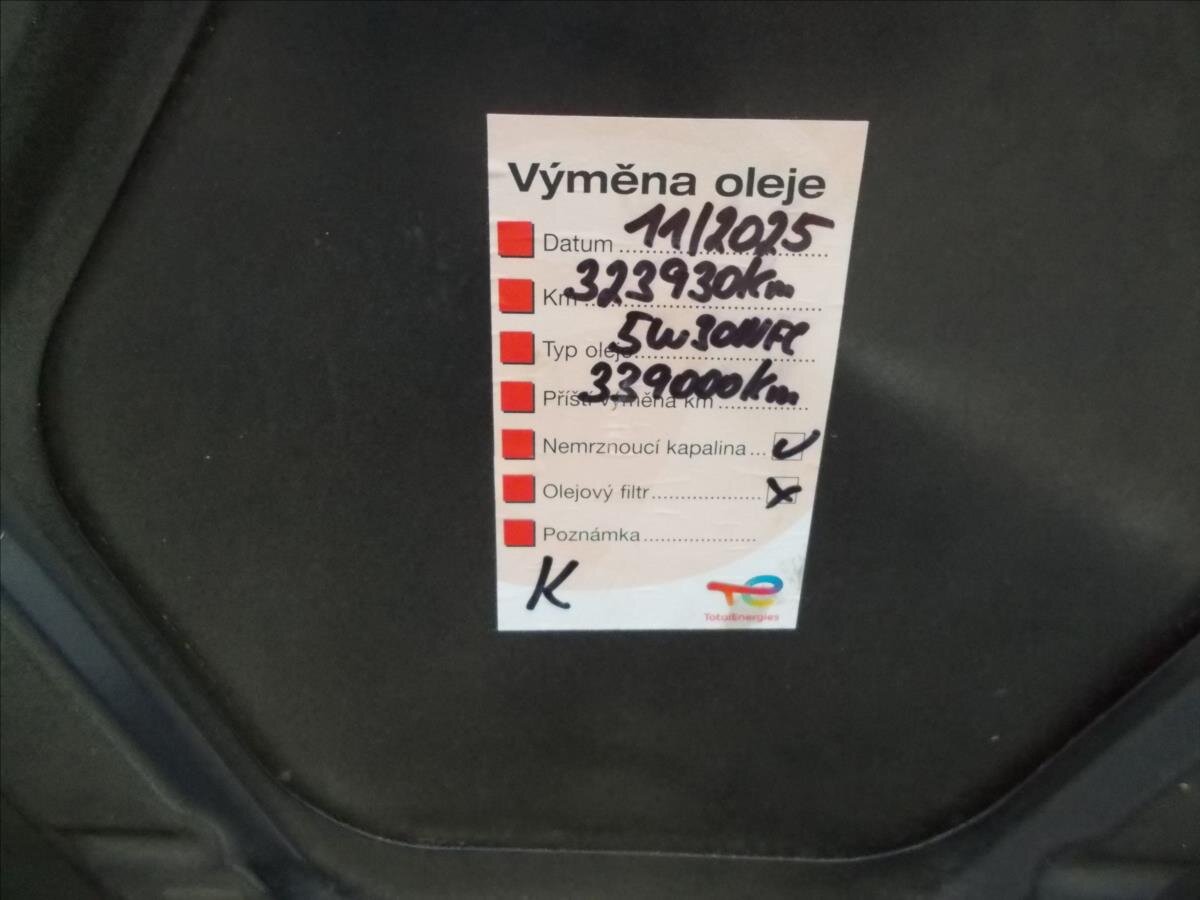 Výměna oleje
Datum 11/2025
Km 323930km
Typ oleje 5W30NFC
Příští výměna km 339000km
Nemrznoucí kapalina... ✓
Olejový filtr................... x
Poznámka...................
K
TotalEnergies